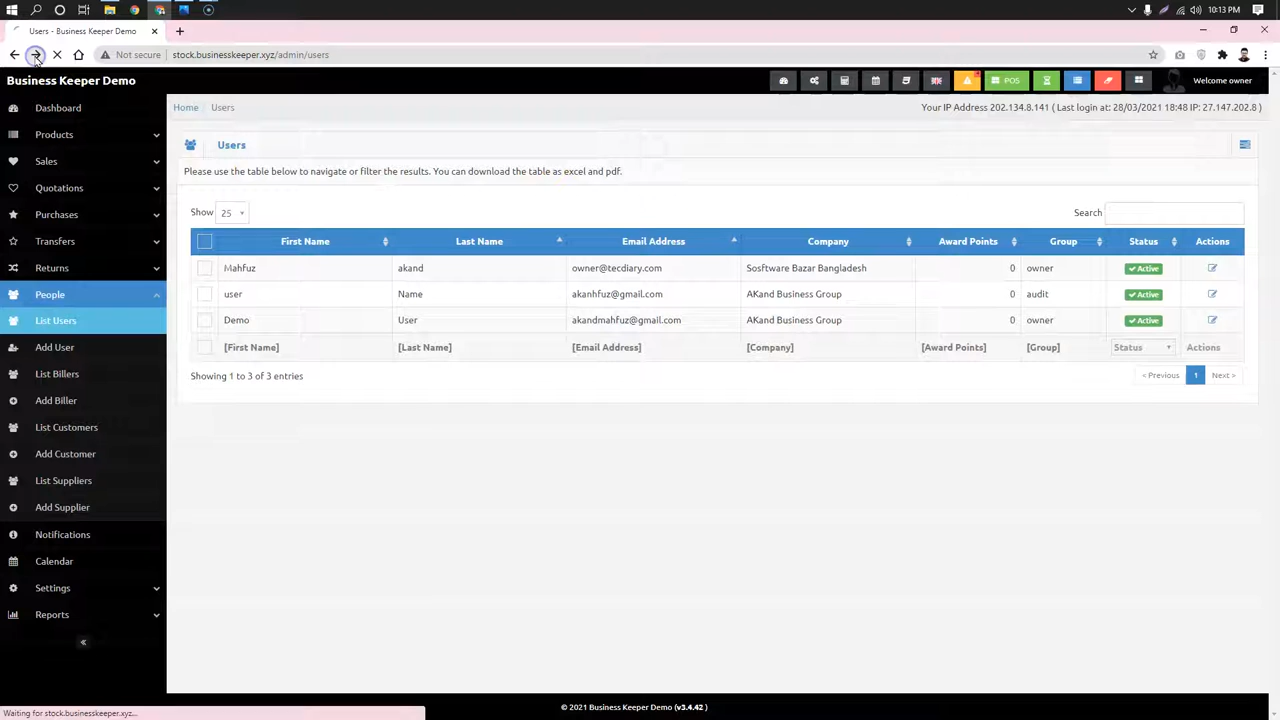 10:13 PM
Users - Business Keeper Demo
Not secure
stock.businesskeeper.xyz/admin/users
Business Keeper Demo
POS
Welcome owner
Dashboard
Products
Sales
Quotations
Purchases
Transfers
Returns
People
List Users
Add User
List Billers
Add Biller
List Customers
Add Customer
List Suppliers
Add Supplier
Notifications
Calendar
Settings
Reports
Home / Users
Your IP Address 202.134.8.141 ( Last login at: 28/03/2021 18:48 IP: 27.147.202.8 )
Users
Please use the table below to navigate or filter the results. You can download the table as excel and pdf.
Show 25
Search
First Name Last Name Email Address Company Award Points Group Status Actions
Mahfuz akand owner@tecdiary.com Sosftware Bazar Bangladesh 0 owner Active
user Name akanhfuz@gmail.com AKand Business Group 0 audit Active
Demo User akandmahfuz@gmail.com AKand Business Group 0 owner Active
[First Name] [Last Name] [Email Address] [Company] [Award Points] [Group] Status Actions
Showing 1 to 3 of 3 entries
< Previous 1 Next >
© 2021 Business Keeper Demo (v3.4.42 )
Waiting for stock.businesskeeper.xyz...